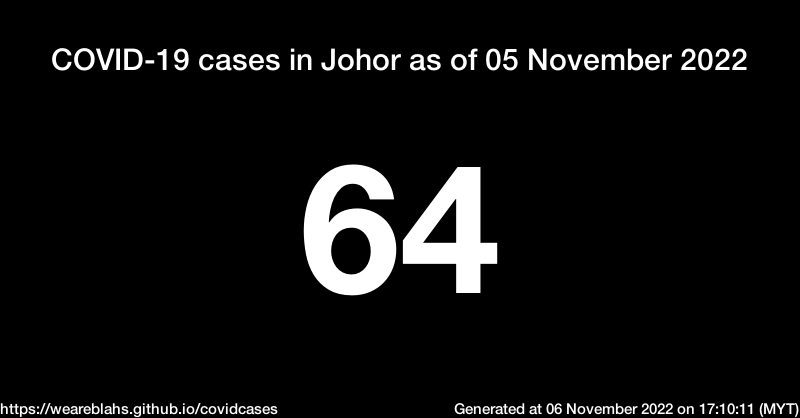 COVID-19 cases in Johor as of 05 November 2022
64
https://weareblahs.github.io/covidcases
Generated at 06 November 2022 on 17:10:11 (MYT)